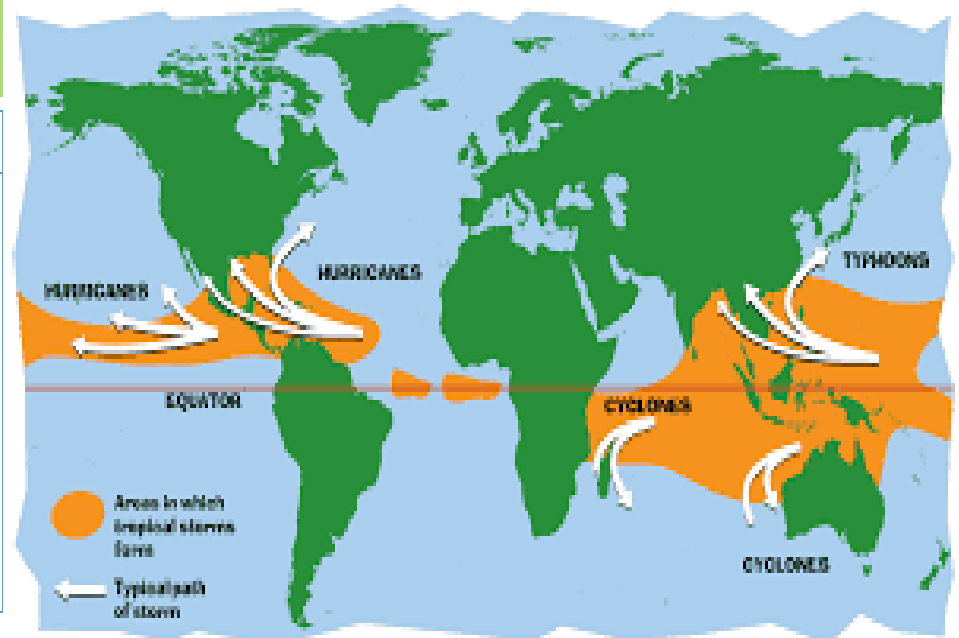 HURRICANES
HURRICANES
TYPHOONS
EQUATOR
CYCLONES
CYCLONES
Areas in which
tropical storms
form
Typical path
of storm